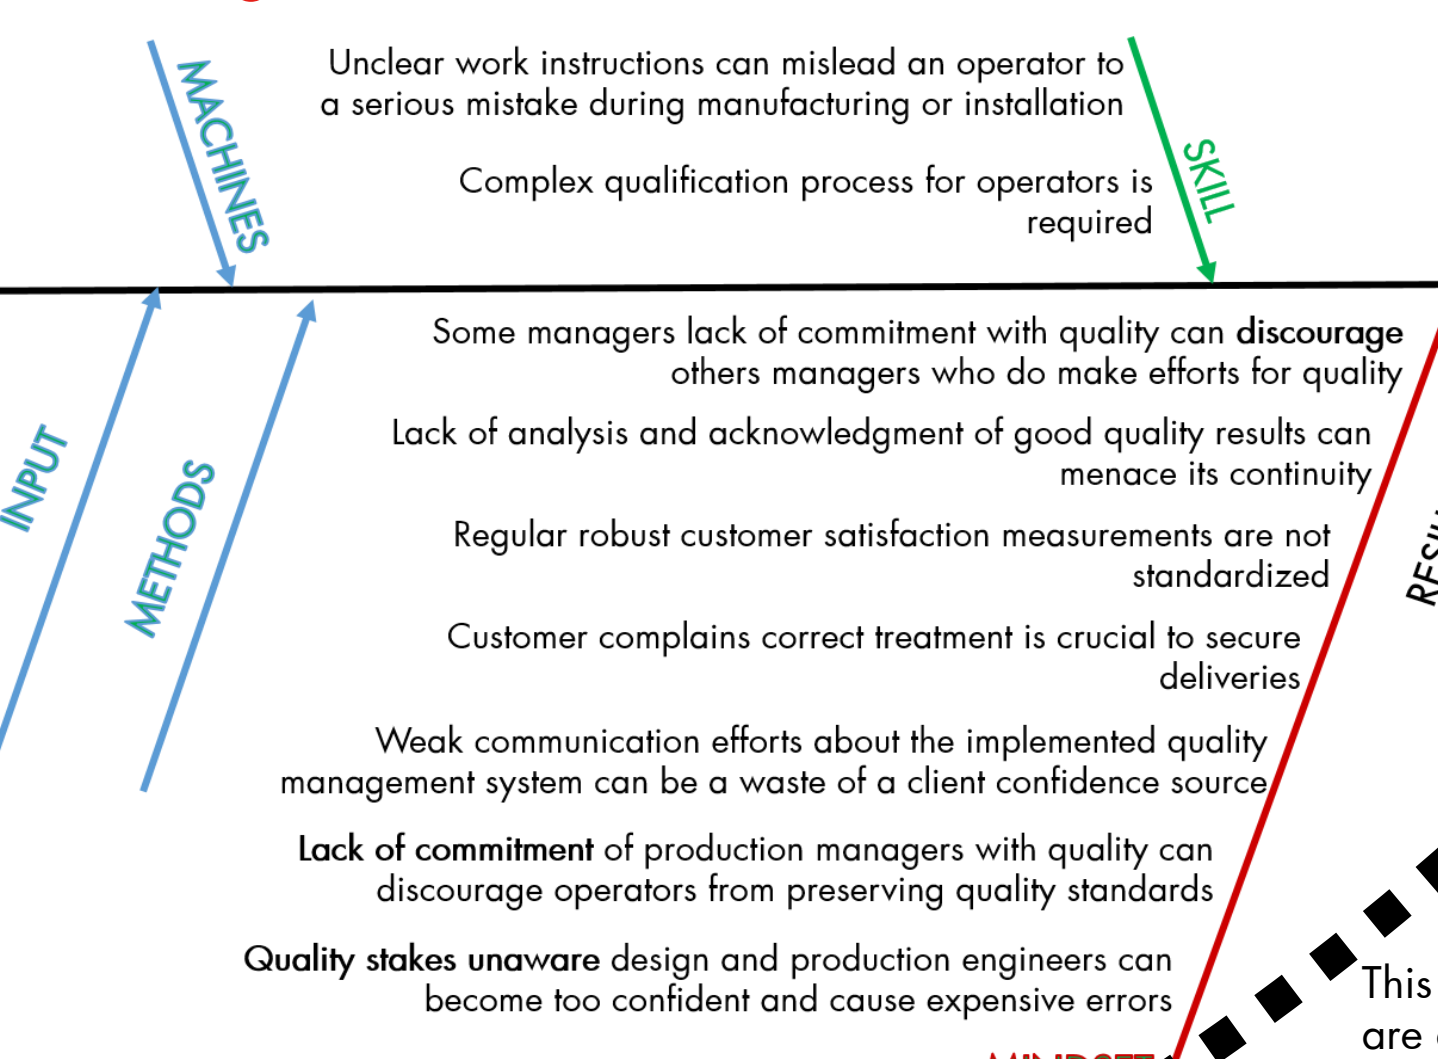 MACHINES
Unclear work instructions can mislead an operator to
a serious mistake during manufacturing or installation
Complex qualification process for operators is
required
SKILL
Some managers lack of commitment with quality can discourage
others managers who do make efforts for quality
Lack of analysis and acknowledgment of good quality results can
menace its continuity
INPUT
METHODS
Regular robust customer satisfaction measurements are not
standardized
Customer complains correct treatment is crucial to secure
deliveries
Weak communication efforts about the implemented quality
management system can be a waste of a client confidence source
Lack of commitment of production managers with quality can
discourage operators from preserving quality standards
Quality stakes unaware design and production engineers can
become too confident and cause expensive errors
MINDSET
This
are